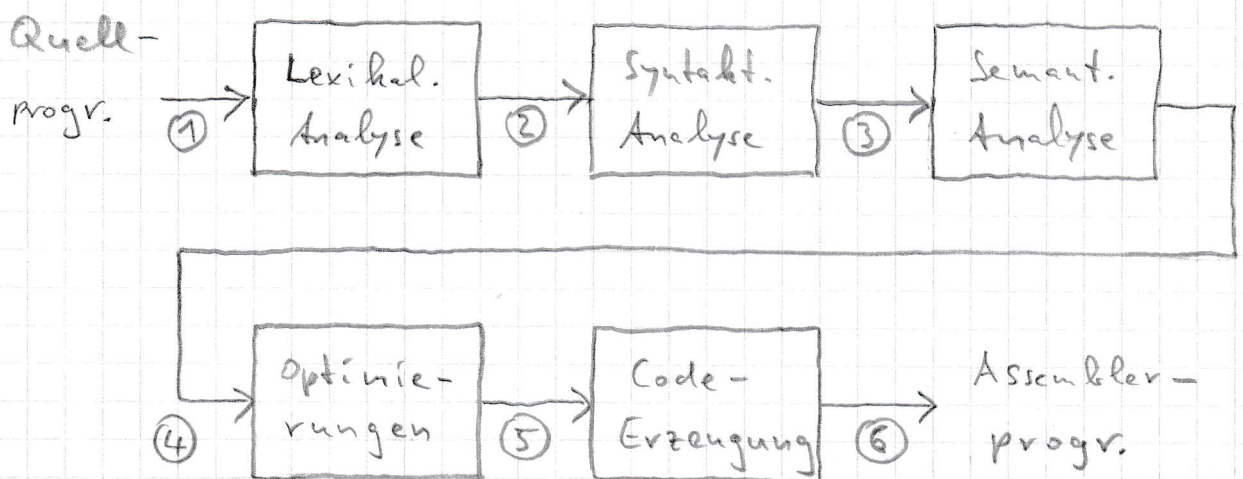 Quell-
progr.
①
Lexikal.
Analyse
②
Syntakt.
Analyse
③
Semant.
Analyse
④
Optimie-
rungen
⑤
Code-
Erzeugung
⑥
Assembler-
progr.